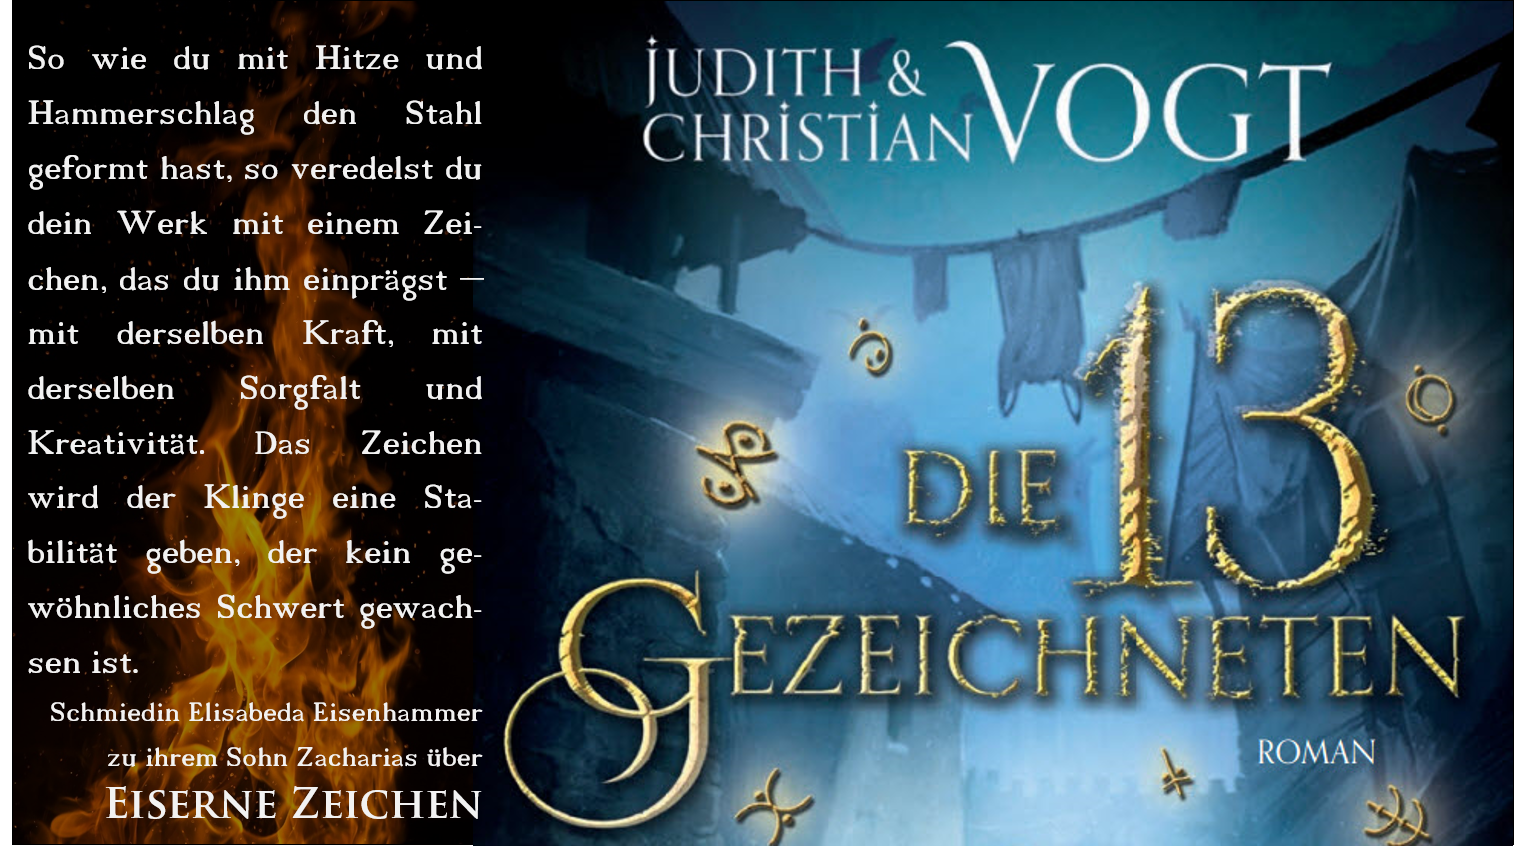 So wie du mit Hitze und
Hammerschlag den Stahl
geformt hast, so veredelst du
dein Werk mit einem Zei-
chen, das du ihm einprägst –
mit derselben Kraft, mit
derselben Sorgfalt und
Kreativität. Das Zeichen
wird der Klinge eine Sta-
bilität geben, der kein ge-
wöhnliches Schwert gewach-
sen ist.
Schmiedin Elisabeda Eisenhammer
zu ihrem Sohn Zacharias über
EISERNE ZEICHEN
JUDITH &
CHRISTIAN VOGT
DIE 13
GEZEICHNETEN
ROMAN